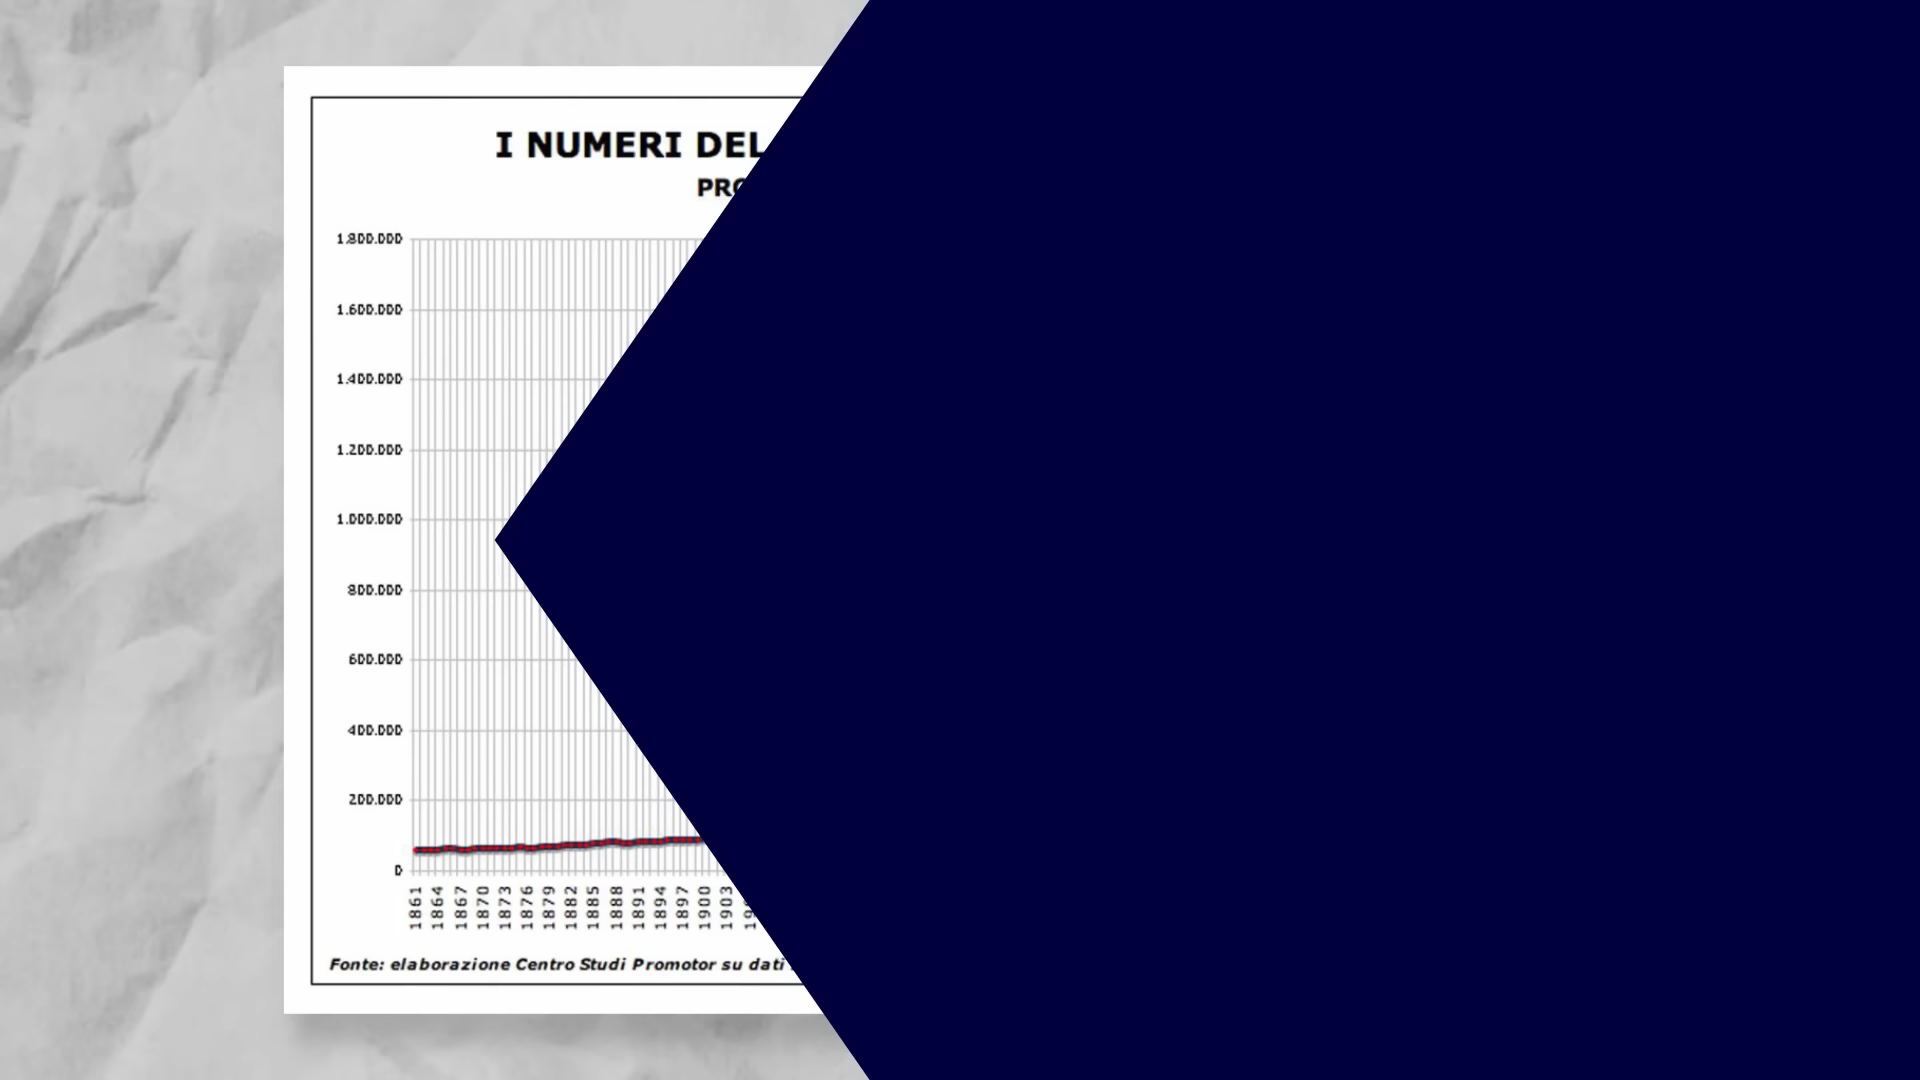 I NUMERI DEL
PRO
1.800.000
1.600.000
1.400.000
1.200.000
1.000.000
800.000
600.000
400.000
200.000
0
1861 1864 1867 1870 1873 1876 1879 1882 1885 1888 1891 1894 1897 1900 1903
Fonte: elaborazione Centro Studi Promotor su dati